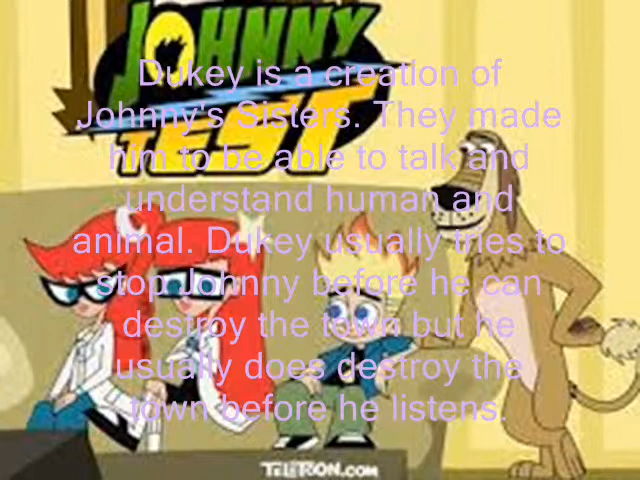 JOHNNY
TEST
Dukey is a creation of
Johnny's Sisters. They made
him to be able to talk and
understand human and
animal. Dukey usually tries to
stop Johnny before he can
destroy the town but he
usually does destroy the
town before he listens.
TELETOON.COM